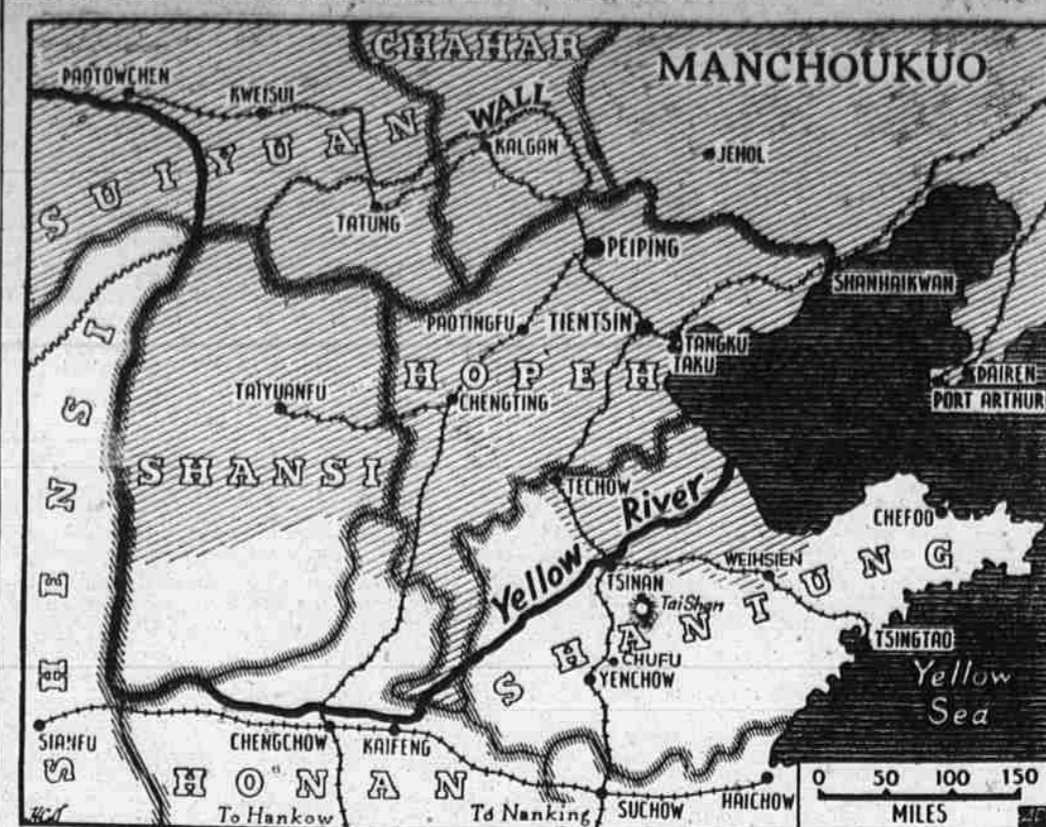 CHAHAR
MANCHOUKUO
PAOTOWCHEN
KWEISUI
WALL
KALGAN
JEHOL
SUIYUAN
TATUNG
PEIPING
SHANHAIKWAN
PAOTINGFU
TIENTSIN
TANGKU
TAKU
DAIREN
PORT ARTHUR
HOPEH
TAIYUANFU
CHENGTING
SHANSI
TECHOW
Yellow River
CHEFOO
WEIHSIEN
TSINAN
Tai Shan
SHANTUNG
TSINGTAO
CHUFU
YENCHOW
Yellow
Sea
SHENSI
SIANFU
CHENGCHOW
KAIFENG
HONAN
To Hankow
To Nanking
SUCHOW
HAICHOW
0 50 100 150
MILES